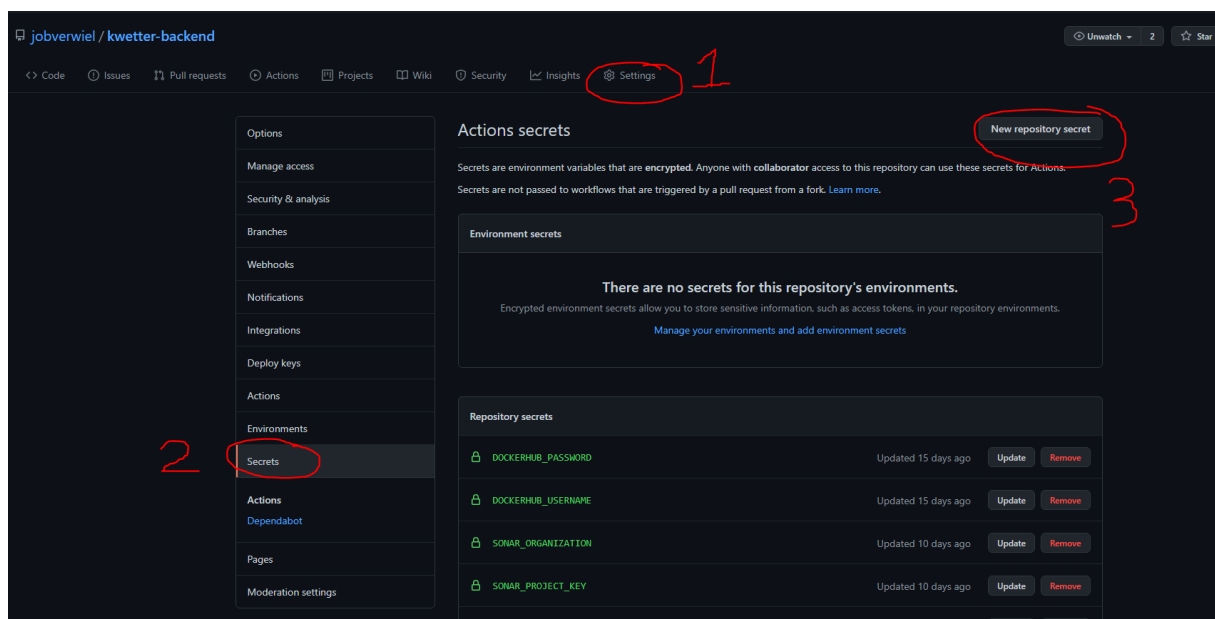 jobverwiel / kwetter-backend
Unwatch 2 Star
<> Code Issues Pull requests Actions Projects Wiki Security Insights Settings
1
Options
Manage access
Security & analysis
Branches
Webhooks
Notifications
Integrations
Deploy keys
Actions
Environments
2
Secrets
Actions
Dependabot
Pages
Moderation settings
Actions secrets
New repository secret
3
Secrets are environment variables that are encrypted. Anyone with collaborator access to this repository can use these secrets for Actions.
Secrets are not passed to workflows that are triggered by a pull request from a fork. Learn more.
Environment secrets
There are no secrets for this repository's environments.
Encrypted environment secrets allow you to store sensitive information, such as access tokens, in your repository environments.
Manage your environments and add environment secrets
Repository secrets
DOCKERHUB_PASSWORD Updated 15 days ago Update Remove
DOCKERHUB_USERNAME Updated 15 days ago Update Remove
SONAR_ORGANIZATION Updated 10 days ago Update Remove
SONAR_PROJECT_KEY Updated 10 days ago Update Remove